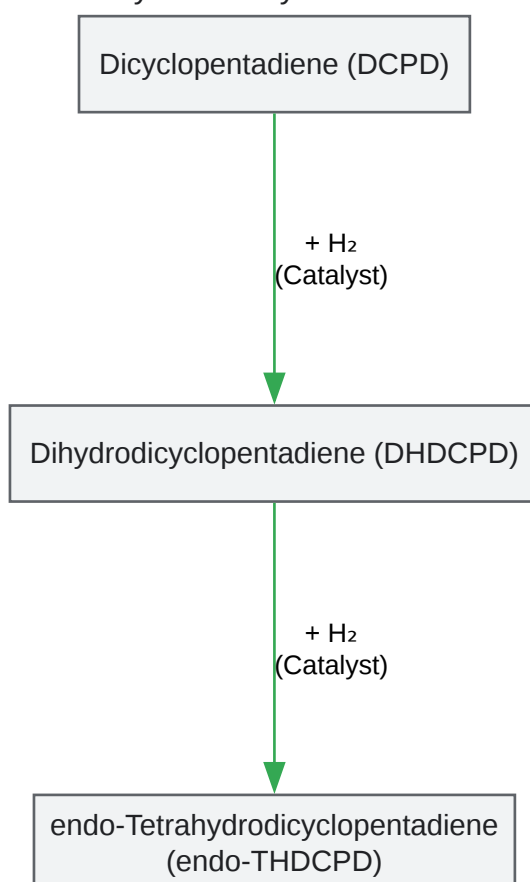 Dicyclopentadiene (DCPD)
+ H₂
(Catalyst)
Dihydrodicyclopentadiene (DHDCPD)
+ H₂
(Catalyst)
endo-Tetrahydrodicyclopentadiene
(endo-THDCPD)